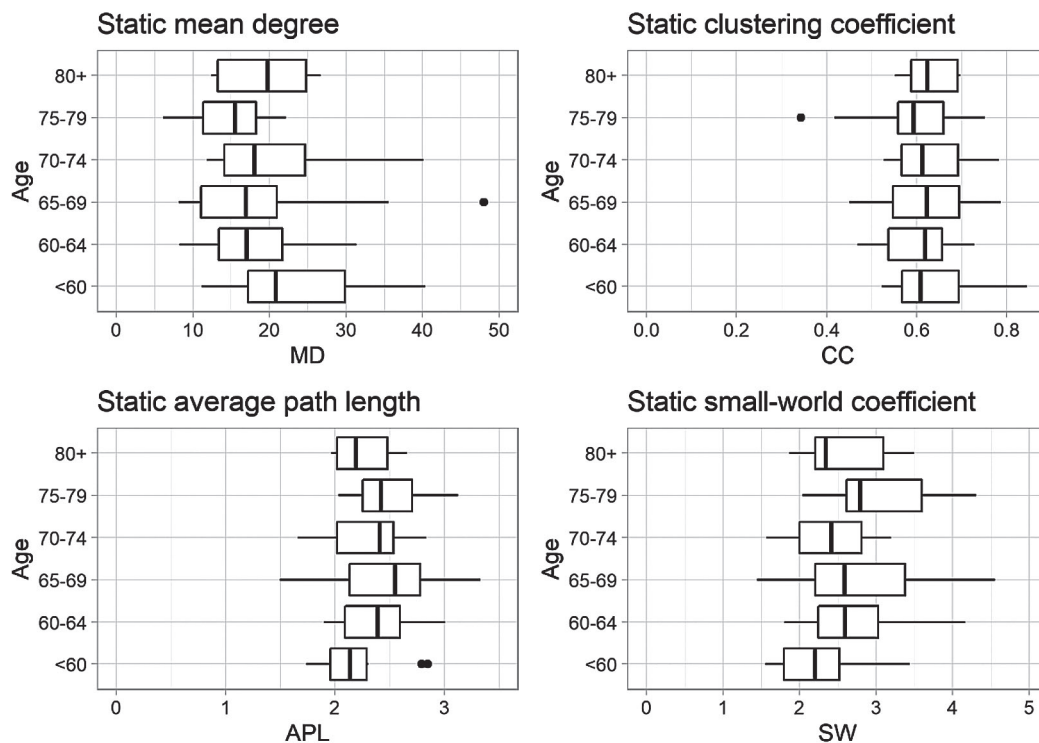 Static mean degree
Age
80+
75-79
70-74
65-69
60-64
<60
0 10 20 30 40 50
MD
Static clustering coefficient
Age
80+
75-79
70-74
65-69
60-64
<60
0.0 0.2 0.4 0.6 0.8
CC
Static average path length
Age
80+
75-79
70-74
65-69
60-64
<60
0 1 2 3
APL
Static small-world coefficient
Age
80+
75-79
70-74
65-69
60-64
<60
0 1 2 3 4 5
SW